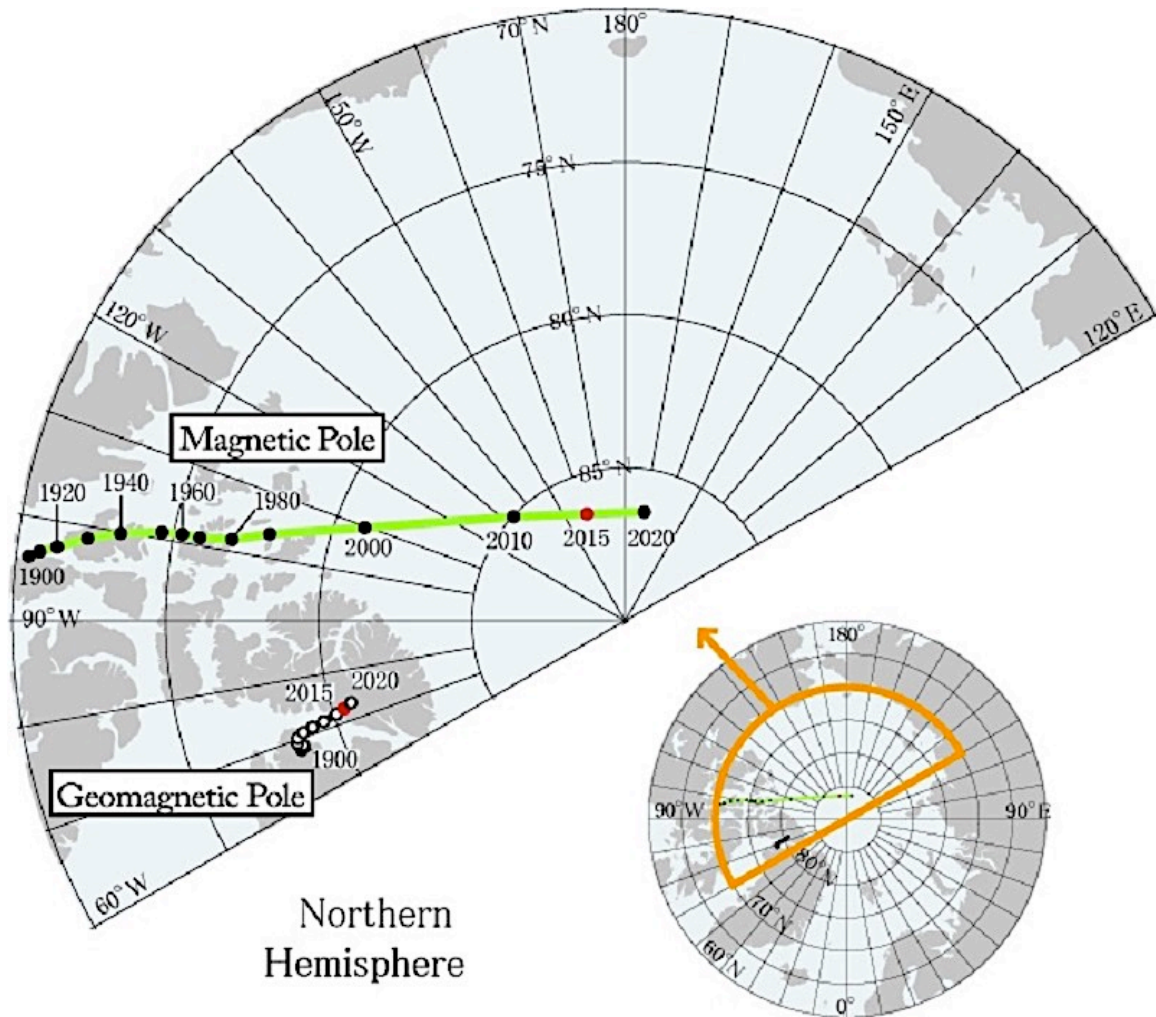 70°N
180°
150°W
150°E
75°N
80°N
120°W
120°E
Magnetic Pole
85°N
1940
1920
1960
1980
1900
2000
2010
2015
2020
90°W
2015
2020
1900
Geomagnetic Pole
60°W
Northern
Hemisphere
180°
90°W
90°E
80°N
70°N
60°N
0°